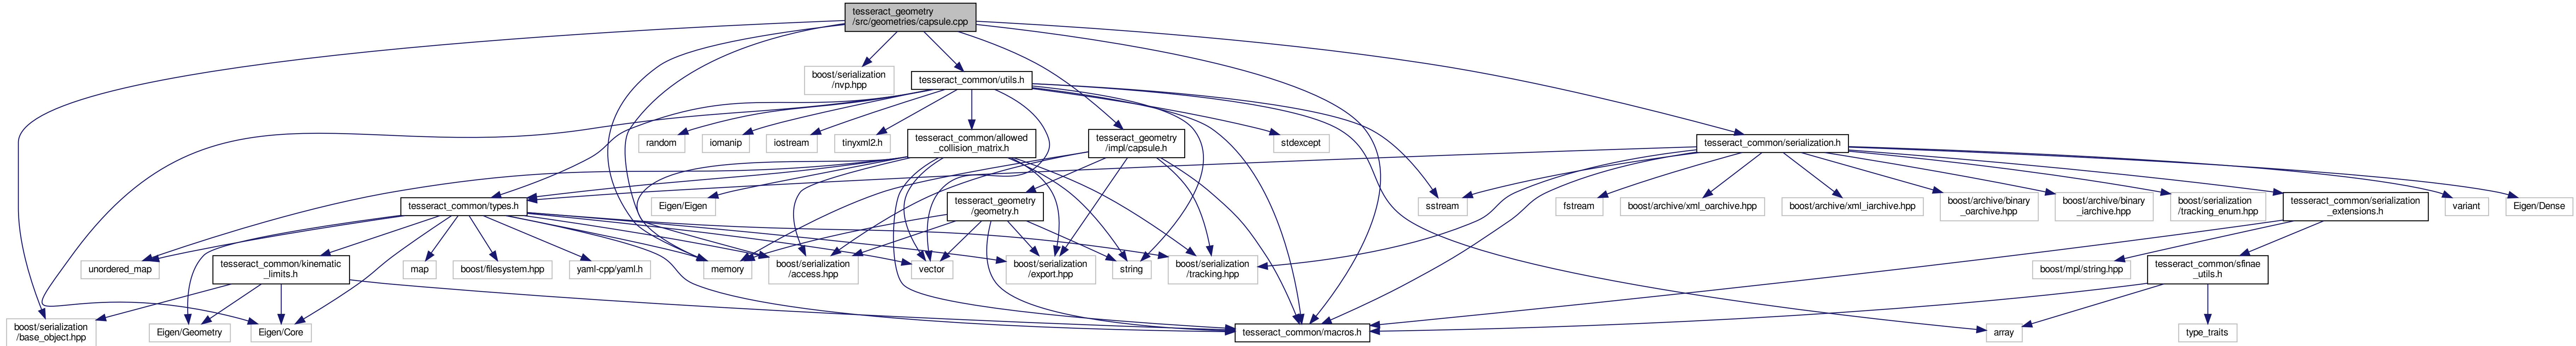 tesseract_geometry
/src/geometries/capsule.cpp
boost/serialization
/nvp.hpp
tesseract_common/utils.h
random
iomanip
iostream
tinyxml2.h
tesseract_common/allowed
_collision_matrix.h
tesseract_geometry
/impl/capsule.h
stdexcept
tesseract_common/serialization.h
tesseract_common/types.h
Eigen/Eigen
tesseract_geometry
/geometry.h
sstream
fstream
boost/archive/xml_oarchive.hpp
boost/archive/xml_iarchive.hpp
boost/archive/binary
_oarchive.hpp
boost/archive/binary
_iarchive.hpp
boost/serialization
/tracking_enum.hpp
tesseract_common/serialization
_extensions.h
variant
Eigen/Dense
unordered_map
tesseract_common/kinematic
_limits.h
map
boost/filesystem.hpp
yaml-cpp/yaml.h
memory
boost/serialization
/access.hpp
vector
boost/serialization
/export.hpp
string
boost/serialization
/tracking.hpp
boost/mpl/string.hpp
tesseract_common/sfinae
_utils.h
boost/serialization
/base_object.hpp
Eigen/Geometry
Eigen/Core
tesseract_common/macros.h
array
type_traits